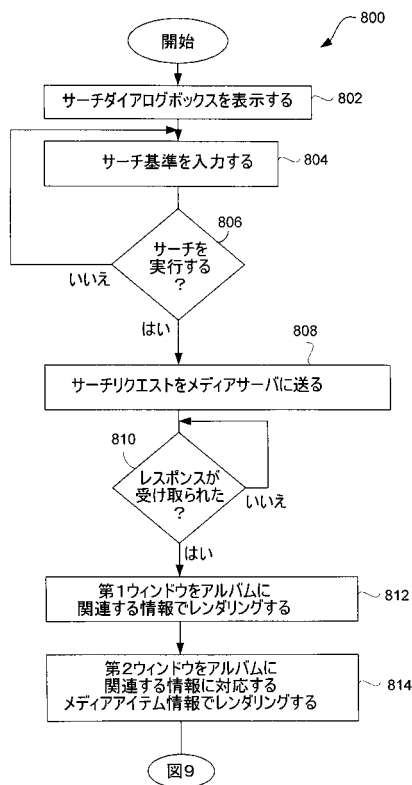 800
開始
サーチダイアログボックスを表示する
802
サーチ基準を入力する
804
806
サーチを
実行する
?
いいえ
はい
808
サーチリクエストをメディアサーバに送る
810
レスポンスが
受け取られた
?
いいえ
はい
第1ウィンドウをアルバムに
関連する情報でレンダリングする
812
第2ウィンドウをアルバムに
関連する情報に対応する
メディアアイテム情報でレンダリングする
814
図9